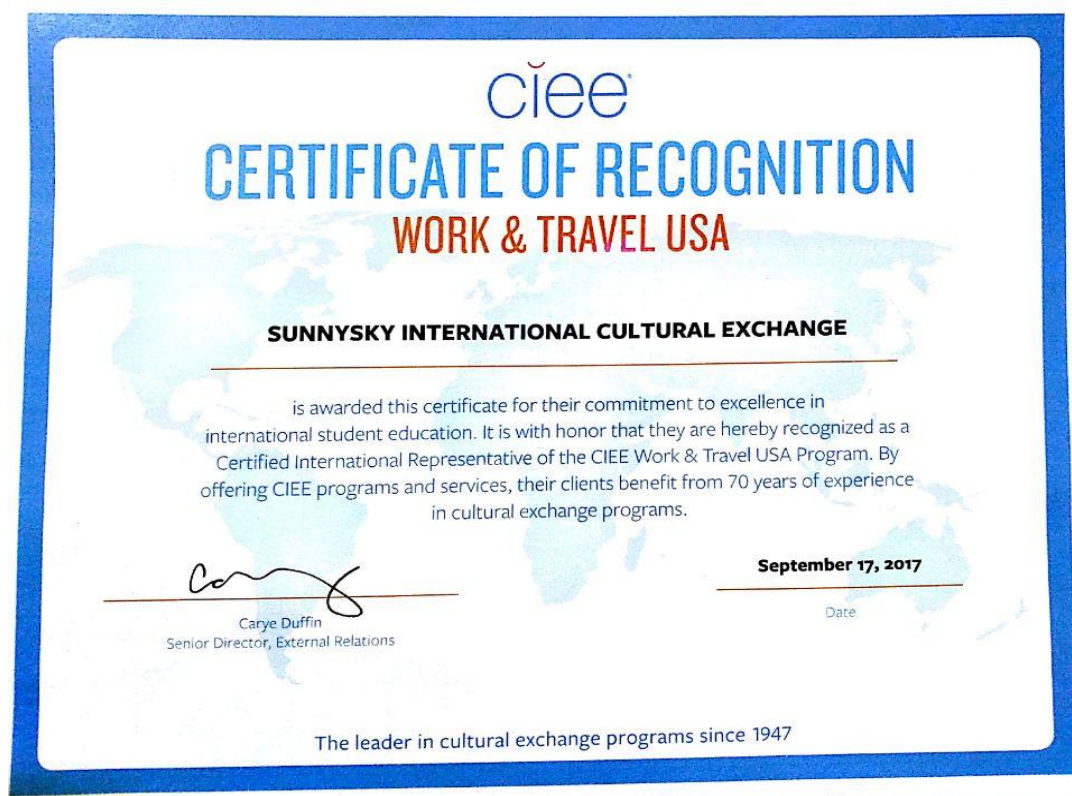 ciee
CERTIFICATE OF RECOGNITION
WORK & TRAVEL USA
SUNNYSKY INTERNATIONAL CULTURAL EXCHANGE
is awarded this certificate for their commitment to excellence in
international student education. It is with honor that they are hereby recognized as a
Certified International Representative of the CIEE Work & Travel USA Program. By
offering CIEE programs and services, their clients benefit from 70 years of experience
in cultural exchange programs.
September 17, 2017
Date
Carye Duffin
Senior Director, External Relations
The leader in cultural exchange programs since 1947